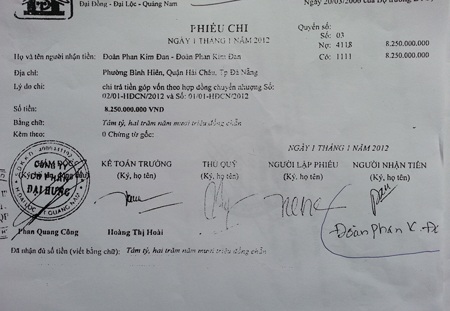 Đại Đồng - Đại Lộc - Quảng Nam
PHIẾU CHI
NGÀY 1 THÁNG 1 NĂM 2012
Quyển số:
Số: 03
Nợ: 4118 8.250.000.000
Có: 1111 8.250.000.000
Họ và tên người nhận tiền: Đoàn Phan Kim Đan - Đoàn Phan Kim Đan
Địa chỉ: Phường Bình Hiên, Quận Hải Châu, Tp Đà Nẵng
Lý do chi: chi trả tiền góp vốn theo hợp đồng chuyển nhượng Số: 02/01-HĐCN/2012 và Số: 01/01-HĐCN/2012
Số tiền: 8.250.000.000 VND
Bằng chữ: Tám tỷ, hai trăm năm mươi triệu đồng chẵn
Kèm theo: 0 Chứng từ gốc:
NGÀY 1 THÁNG 1 NĂM 2012
KẾ TOÁN TRƯỞNG THỦ QUỸ NGƯỜI LẬP PHIẾU NGƯỜI NHẬN TIỀN
(Ký, họ tên) (Ký, họ tên) (Ký, họ tên) (Ký, họ tên)
CÔNG TY
CỔ PHẦN
ĐẠI HƯNG
Đoàn Phan K.
Phan Quang Công Hoàng Thị Hoài
Đã nhận đủ số tiền (viết bằng chữ): Tám tỷ, hai trăm năm mươi triệu đồng chẵn